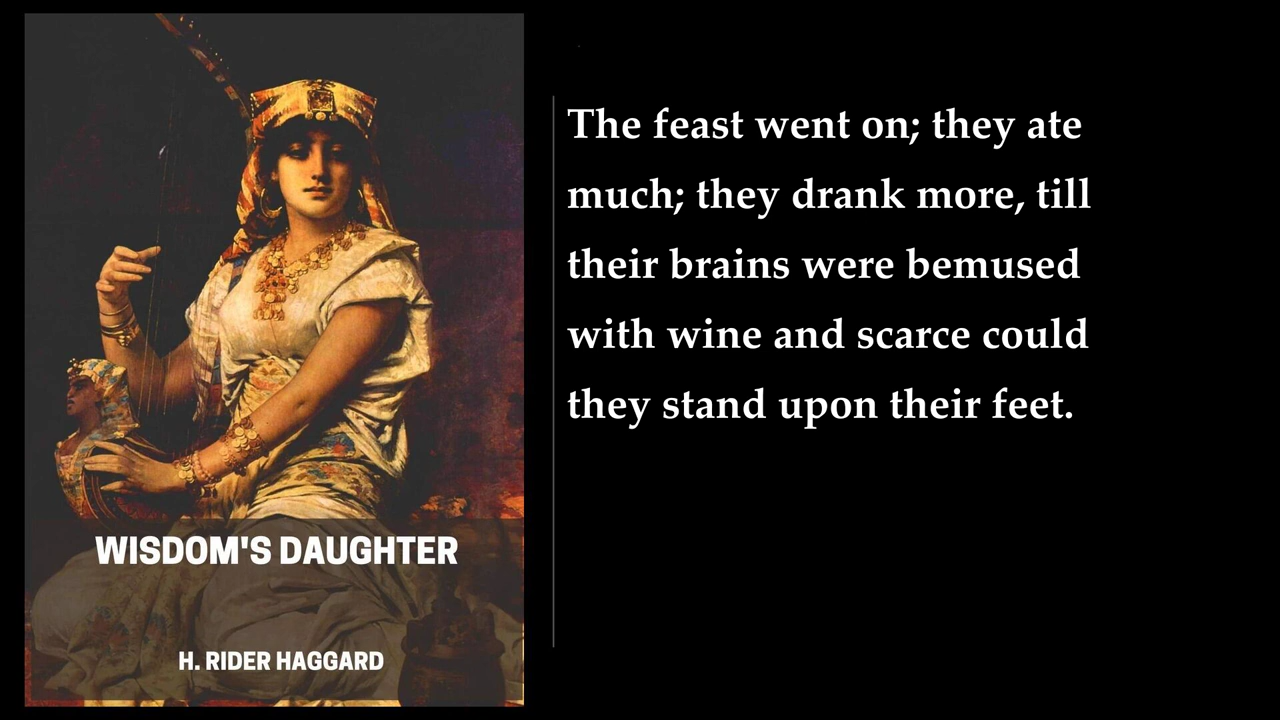 The feast went on; they ate
much; they drank more, till
their brains were bemused
with wine and scarce could
they stand upon their feet.
WISDOM'S DAUGHTER
H. RIDER HAGGARD